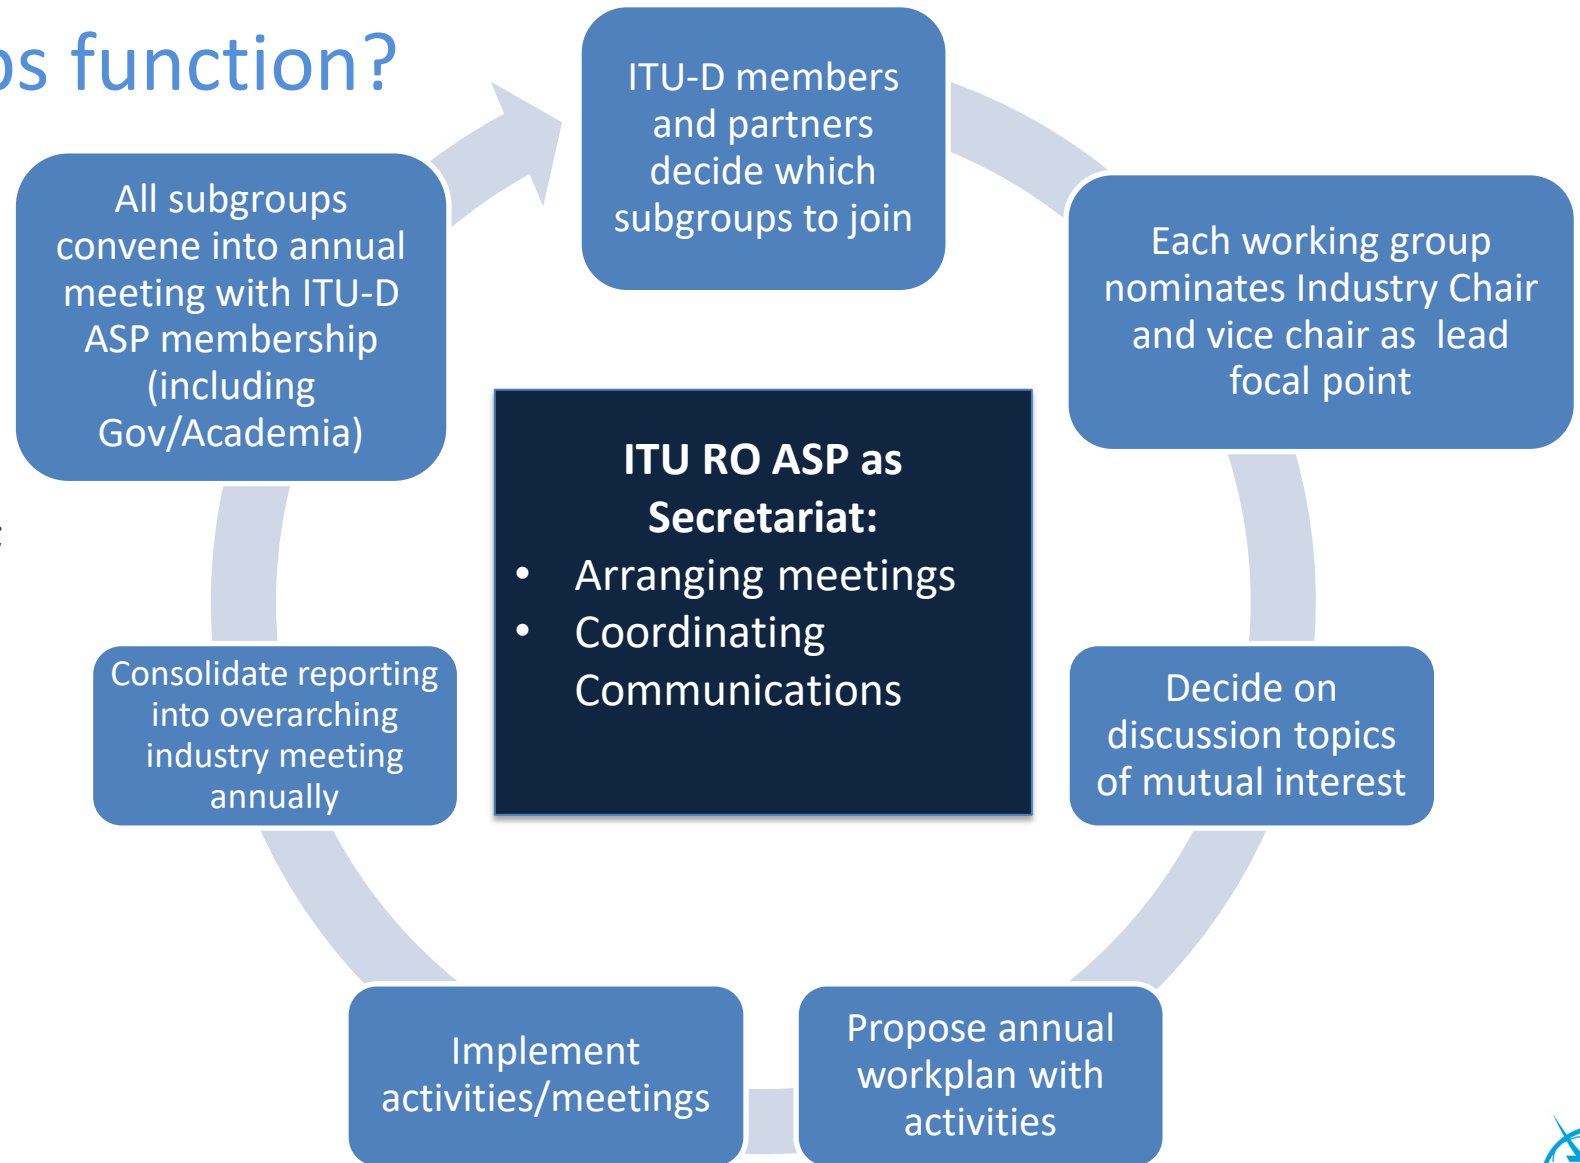 ps function?
ITU-D members
and partners
decide which
subgroups to join
Each working group
nominates Industry Chair
and vice chair as lead
focal point
Decide on
discussion topics
of mutual interest
Propose annual
workplan with
activities
Implement
activities/meetings
Consolidate reporting
into overarching
industry meeting
annually
All subgroups
convene into annual
meeting with ITU-D
ASP membership
(including
Gov/Academia)
ITU RO ASP as
Secretariat:
• Arranging meetings
• Coordinating
Communications
;